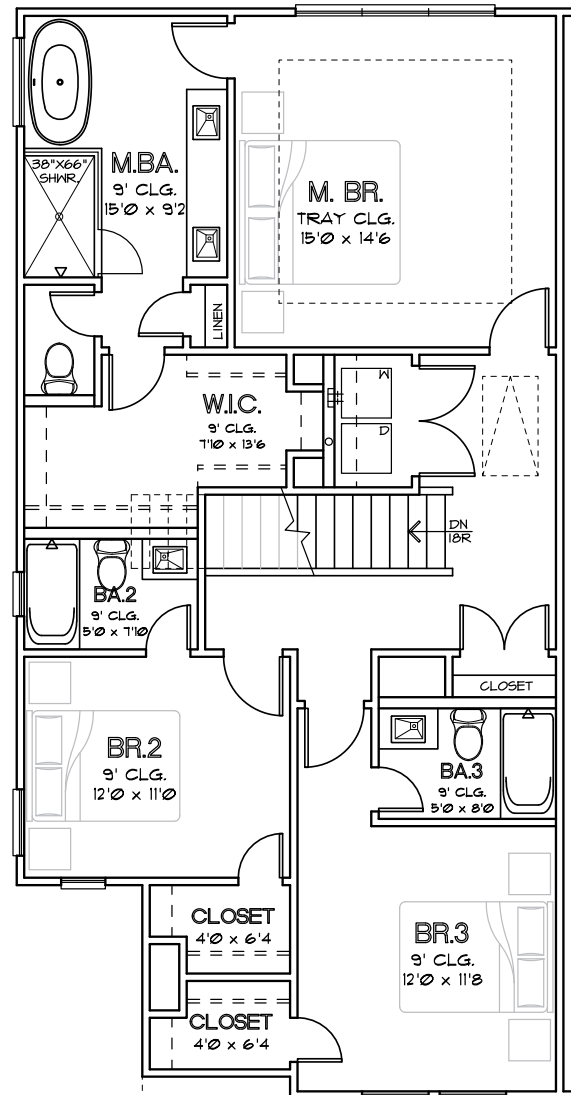 M.BA.
9' CLG.
15'0 x 9'2
38"X66"
SHWR.
LINEN
M. BR.
TRAY CLG.
15'0 x 14'6
W.I.C.
9' CLG.
7'10 x 13'6
W
D
DN
18R
BA.2
9' CLG.
5'0 x 7'10
CLOSET
BR.2
9' CLG.
12'0 x 11'0
BA.3
9' CLG.
5'0 x 8'0
CLOSET
4'0 x 6'4
BR.3
9' CLG.
12'0 x 11'8
CLOSET
4'0 x 6'4